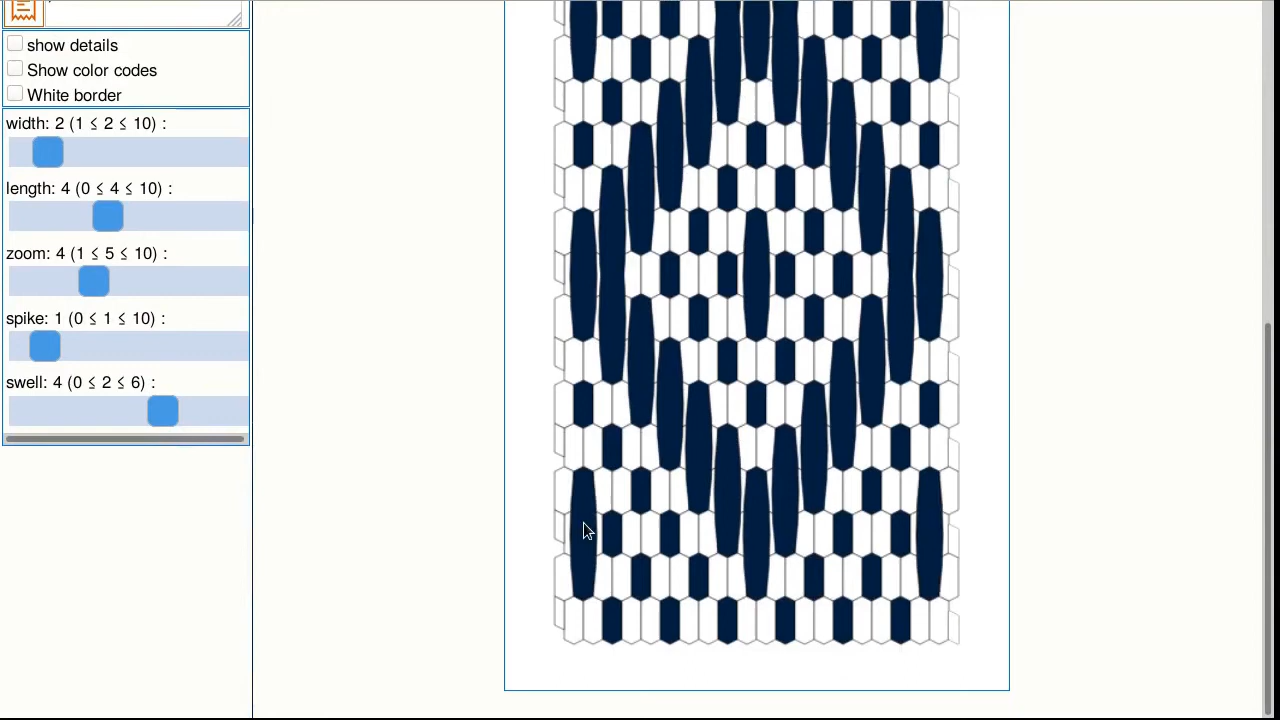 show details
Show color codes
White border
width: 2 (1 ≤ 2 ≤ 10) :
length: 4 (0 ≤ 4 ≤ 10) :
zoom: 4 (1 ≤ 5 ≤ 10) :
spike: 1 (0 ≤ 1 ≤ 10) :
swell: 4 (0 ≤ 2 ≤ 6) :